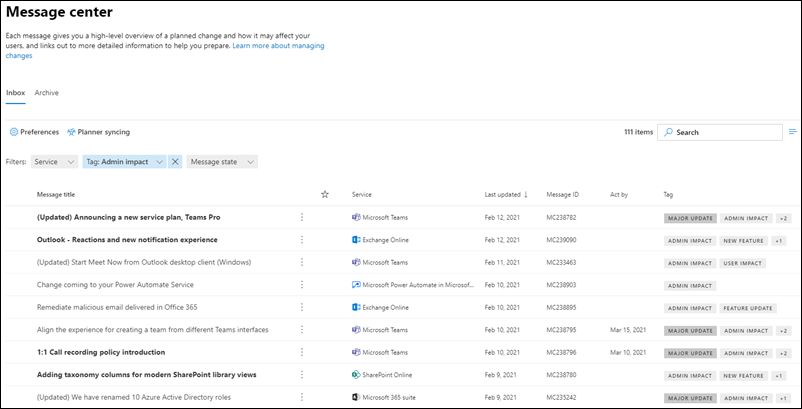 Message center
Each message gives you a high-level overview of a planned change and how it may affect your
users, and links out to more detailed information to help you prepare. Learn more about managing
changes
Inbox Archive
Preferences Planner syncing 111 items Search
Filters: Service Tag: Admin impact Message state
Message title Service Last updated ↓ Message ID Act by Tag
(Updated) Announcing a new service plan, Teams Pro Microsoft Teams Feb 12, 2021 MC238782 MAJOR UPDATE ADMIN IMPACT +2
Outlook - Reactions and new notification experience Exchange Online Feb 12, 2021 MC239090 ADMIN IMPACT NEW FEATURE +1
(Updated) Start Meet Now from Outlook desktop client (Windows) Microsoft Teams Feb 11, 2021 MC233463 ADMIN IMPACT USER IMPACT
Change coming to your Power Automate Service Microsoft Power Automate in Microsof... Feb 10, 2021 MC238903 ADMIN IMPACT
Remediate malicious email delivered in Office 365 Exchange Online Feb 10, 2021 MC238895 ADMIN IMPACT FEATURE UPDATE
Align the experience for creating a team from different Teams interfaces Microsoft Teams Feb 10, 2021 MC238795 Mar 15, 2021 MAJOR UPDATE ADMIN IMPACT +2
1:1 Call recording policy introduction Microsoft Teams Feb 10, 2021 MC238796 Mar 10, 2021 MAJOR UPDATE ADMIN IMPACT +2
Adding taxonomy columns for modern SharePoint library views SharePoint Online Feb 9, 2021 MC238780 ADMIN IMPACT NEW FEATURE +1
(Updated) We have renamed 10 Azure Active Directory roles Microsoft 365 suite Feb 9, 2021 MC235242 MAJOR UPDATE ADMIN IMPACT +1